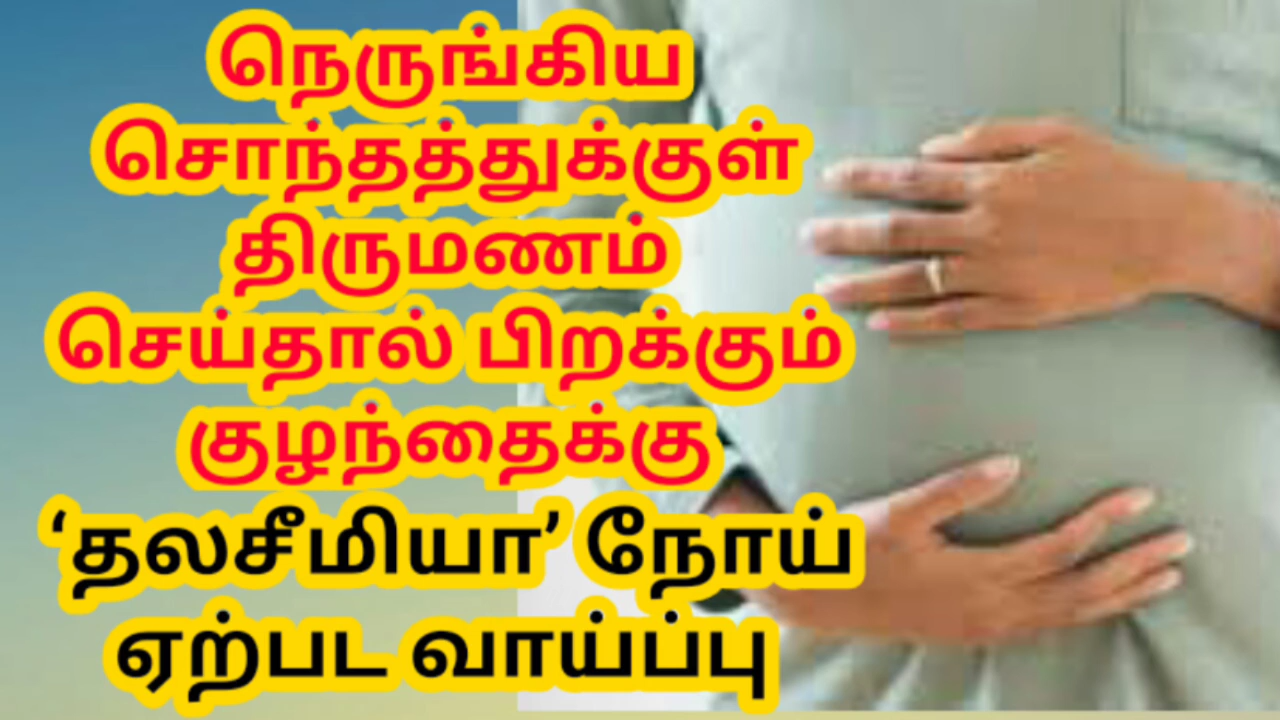 நெருங்கிய
சொந்தத்துக்குள்
திருமணம்
செய்தால் பிறக்கும்
குழந்தைக்கு
‘தலசீமியா’ நோய்
ஏற்பட வாய்ப்பு